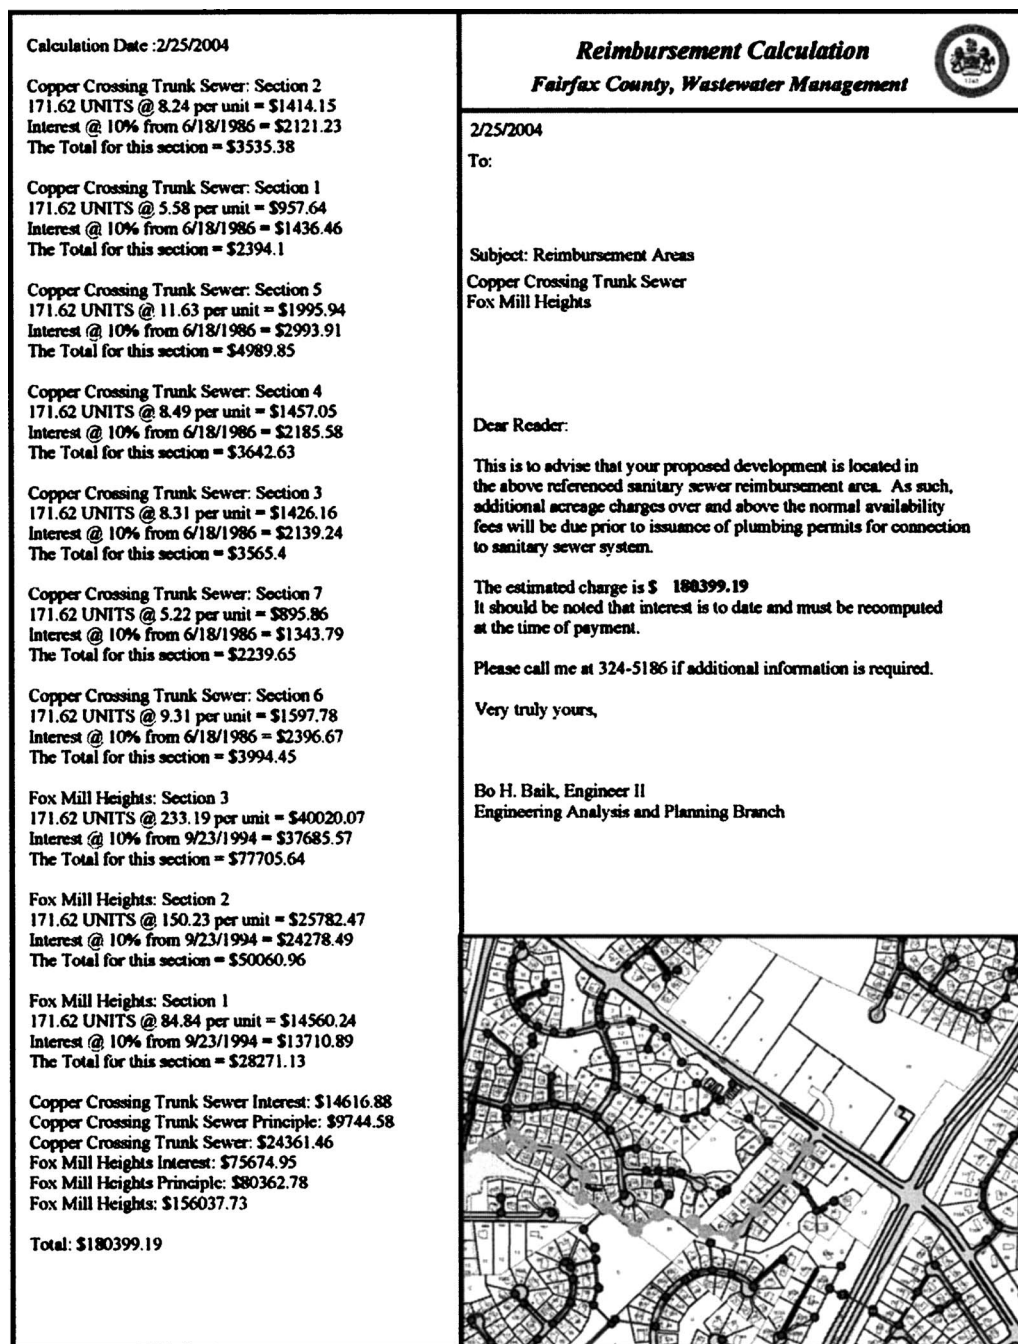 Calculation Date :2/25/2004
Copper Crossing Trunk Sewer: Section 2
171.62 UNITS @ 8.24 per unit = $1414.15
Interest @ 10% from 6/18/1986 = $2121.23
The Total for this section = $3535.38
Copper Crossing Trunk Sewer: Section 1
171.62 UNITS @ 5.58 per unit = $957.64
Interest @ 10% from 6/18/1986 = $1436.46
The Total for this section = $2394.1
Copper Crossing Trunk Sewer: Section 5
171.62 UNITS @ 11.63 per unit = $1995.94
Interest @ 10% from 6/18/1986 = $2993.91
The Total for this section = $4989.85
Copper Crossing Trunk Sewer: Section 4
171.62 UNITS @ 8.49 per unit = $1457.05
Interest @ 10% from 6/18/1986 = $2185.58
The Total for this section = $3642.63
Copper Crossing Trunk Sewer: Section 3
171.62 UNITS @ 8.31 per unit = $1426.16
Interest @ 10% from 6/18/1986 = $2139.24
The Total for this section = $3565.4
Copper Crossing Trunk Sewer: Section 7
171.62 UNITS @ 5.22 per unit = $895.86
Interest @ 10% from 6/18/1986 = $1343.79
The Total for this section = $2239.65
Copper Crossing Trunk Sewer: Section 6
171.62 UNITS @ 9.31 per unit = $1597.78
Interest @ 10% from 6/18/1986 = $2396.67
The Total for this section = $3994.45
Fox Mill Heights: Section 3
171.62 UNITS @ 233.19 per unit = $40020.07
Interest @ 10% from 9/23/1994 = $37685.57
The Total for this section = $77705.64
Fox Mill Heights: Section 2
171.62 UNITS @ 150.23 per unit = $25782.47
Interest @ 10% from 9/23/1994 = $24278.49
The Total for this section = $50060.96
Fox Mill Heights: Section 1
171.62 UNITS @ 84.84 per unit = $14560.24
Interest @ 10% from 9/23/1994 = $13710.89
The Total for this section = $28271.13
Copper Crossing Trunk Sewer Interest: $14616.88
Copper Crossing Trunk Sewer Principle: $9744.58
Copper Crossing Trunk Sewer: $24361.46
Fox Mill Heights Interest: $75674.95
Fox Mill Heights Principle: $80362.78
Fox Mill Heights: $156037.73
Total: $180399.19
Reimbursement Calculation
Fairfax County, Wastewater Management
2/25/2004
To:
Subject: Reimbursement Areas
Copper Crossing Trunk Sewer
Fox Mill Heights
Dear Reader:
This is to advise that your proposed development is located in
the above referenced sanitary sewer reimbursement area. As such,
additional acreage charges over and above the normal availability
fees will be due prior to issuance of plumbing permits for connection
to sanitary sewer system.
The estimated charge is $ 180399.19
It should be noted that interest is to date and must be recomputed
at the time of payment.
Please call me at 324-5186 if additional information is required.
Very truly yours,
Bo H. Baik, Engineer II
Engineering Analysis and Planning Branch